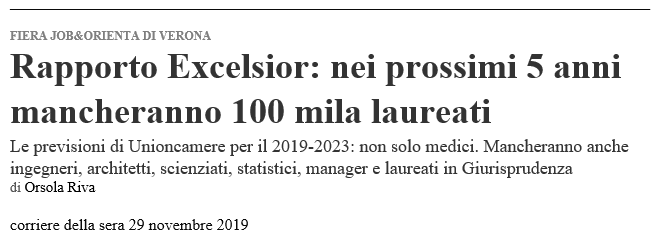 FIERA JOB&ORIENTA DI VERONA
Rapporto Excelsior: nei prossimi 5 anni
mancheranno 100 mila laureati
Le previsioni di Unioncamere per il 2019-2023: non solo medici. Mancheranno anche
ingegneri, architetti, scienziati, statistici, manager e laureati in Giurisprudenza
di Orsola Riva
corriere della sera 29 novembre 2019